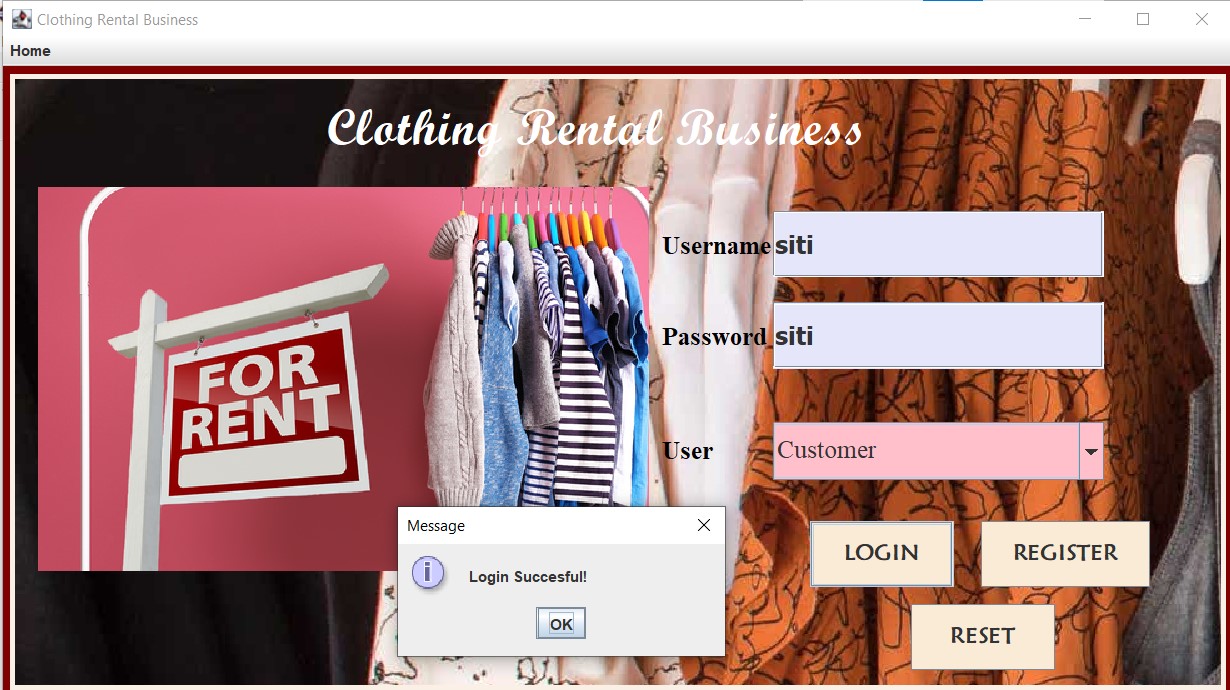 Clothing Rental Business
Home
Clothing Rental Business
FOR
RENT
Username siti
Password siti
User Customer
Message
Login Succesful!
OK
LOGIN REGISTER
RESET